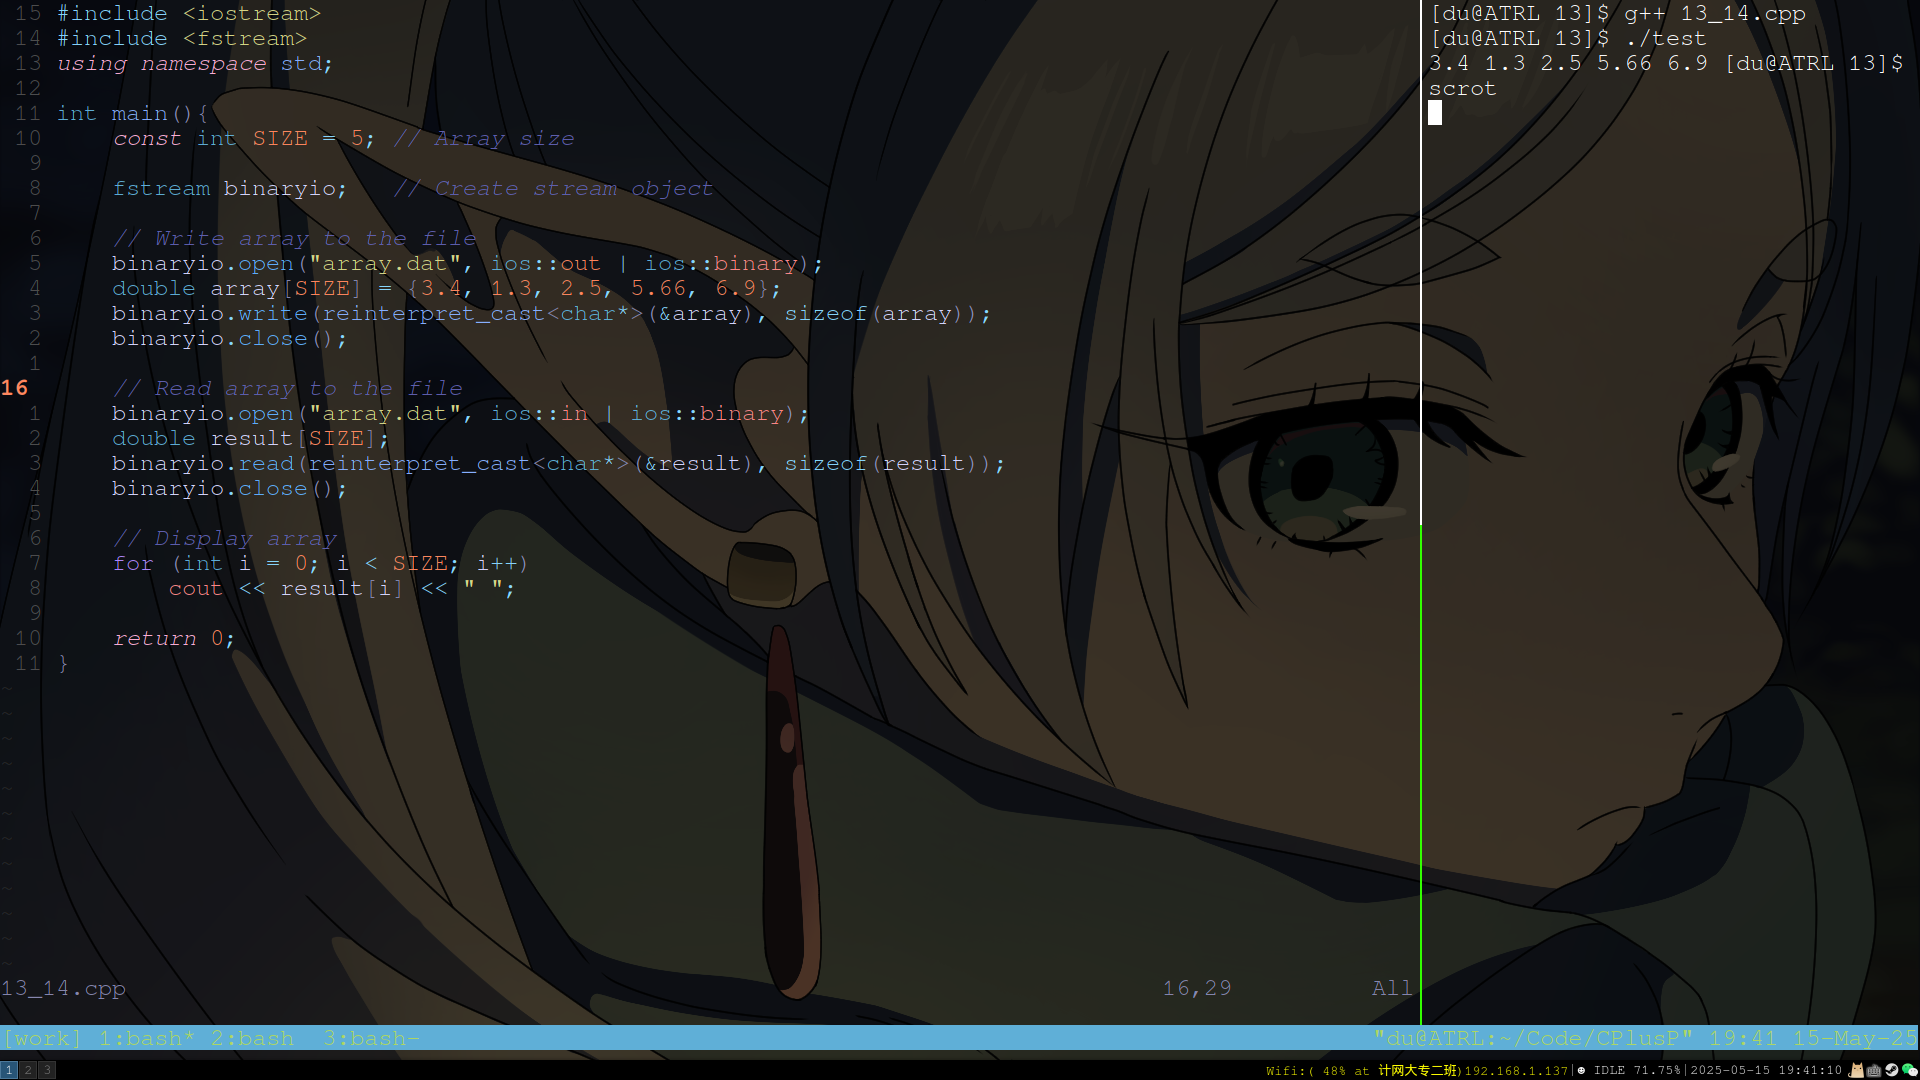 15 #include <iostream>
14 #include <fstream>
13 using namespace std;
12
11 int main(){
10     const int SIZE = 5; // Array size
9
8     fstream binaryio;   // Create stream object
7
6     // Write array to the file
5     binaryio.open("array.dat", ios::out | ios::binary);
4     double array[SIZE] = {3.4, 1.3, 2.5, 5.66, 6.9};
3     binaryio.write(reinterpret_cast<char*>(&array), sizeof(array));
2     binaryio.close();
1
16     // Read array to the file
1     binaryio.open("array.dat", ios::in | ios::binary);
2     double result[SIZE];
3     binaryio.read(reinterpret_cast<char*>(&result), sizeof(result));
4     binaryio.close();
5
6     // Display array
7     for (int i = 0; i < SIZE; i++)
8         cout << result[i] << " ";
9
10     return 0;
11 }
~
~
~
~
~
~
~
~
~
~
~
~
13_14.cpp 16,29 All
[du@ATRL 13]$ g++ 13_14.cpp
[du@ATRL 13]$ ./test
3.4 1.3 2.5 5.66 6.9 [du@ATRL 13]$
scrot
[work] 1:bash* 2:bash  3:bash- "du@ATRL:~/Code/CPlusP" 19:41 15-May-25
1 2 3 Wifi:( 48% at 计网大专二班)192.168.1.137| IDLE 71.75%|2025-05-15 19:41:10